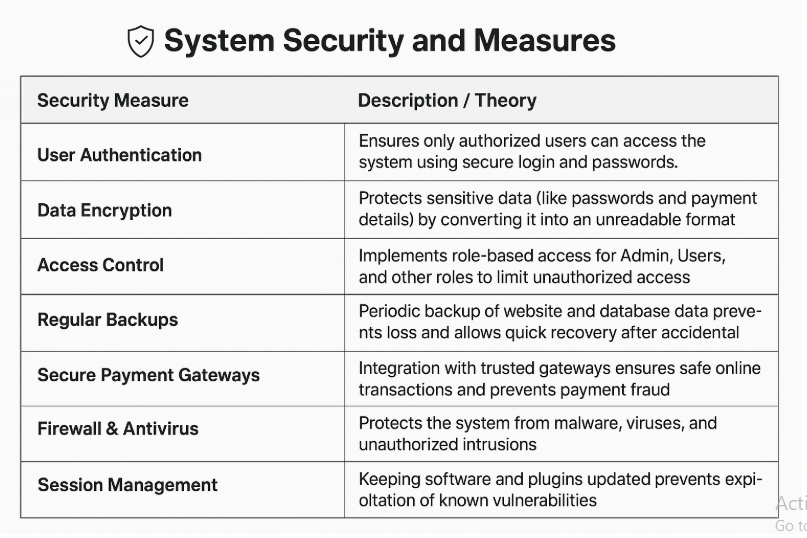 System Security and Measures
Security Measure
Description / Theory
User Authentication
Ensures only authorized users can access the
system using secure login and passwords.
Data Encryption
Protects sensitive data (like passwords and payment
details) by converting it into an unreadable format
Access Control
Implements role-based access for Admin, Users,
and other roles to limit unauthorized access
Regular Backups
Periodic backup of website and database data preve-
nts loss and allows quick recovery after accidental
Secure Payment Gateways
Integration with trusted gateways ensures safe online
transactions and prevents payment fraud
Firewall & Antivirus
Protects the system from malware, viruses, and
unauthorized intrusions
Session Management
Keeping software and plugins updated prevents expi-
oltation of known vulnerabilities
Acti
Go to